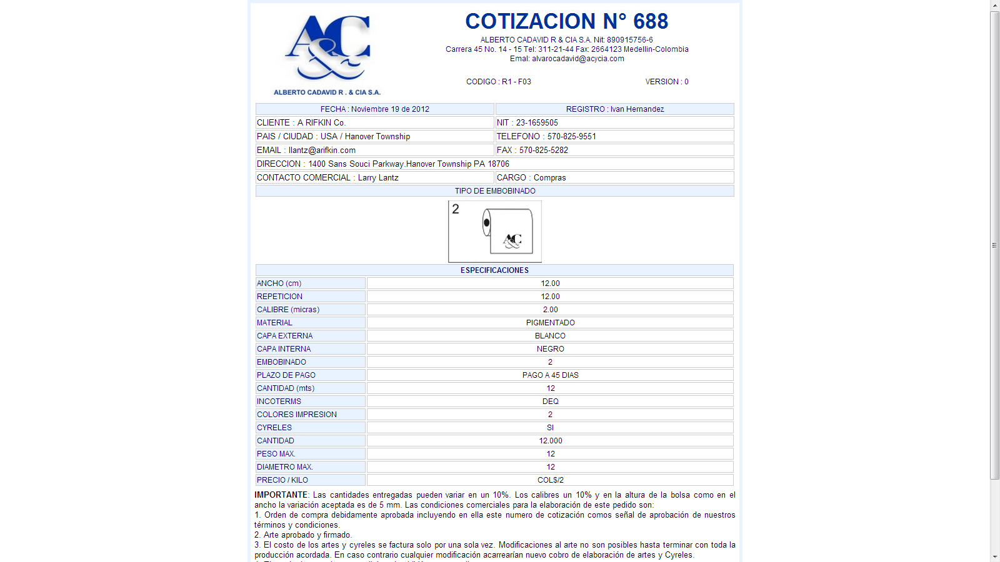 A&C
ALBERTO CADAVID R . & CIA S.A.
COTIZACION N° 688
ALBERTO CADAVID R & CIA S.A. Nit: 890915756-6
Carrera 45 No. 14 - 15 Tel: 311-21-44 Fax: 2664123 Medellin-Colombia
Emal: alvarocadavid@acycia.com
CODIGO : R1 - F03 VERSION : 0
FECHA : Noviembre 19 de 2012 REGISTRO : Ivan Hernandez
CLIENTE : A RIFKIN Co. NIT : 23-1659505
PAIS / CIUDAD : USA / Hanover Township TELEFONO : 570-825-9551
EMAIL : llantz@arifkin.com FAX : 570-825-5282
DIRECCION : 1400 Sans Souci Parkway.Hanover Township PA 18706
CONTACTO COMERCIAL : Larry Lantz CARGO : Compras
TIPO DE EMBOBINADO
2
A&C
ESPECIFICACIONES
ANCHO (cm) 12.00
REPETICION 12.00
CALIBRE (micras) 2.00
MATERIAL PIGMENTADO
CAPA EXTERNA BLANCO
CAPA INTERNA NEGRO
EMBOBINADO 2
PLAZO DE PAGO PAGO A 45 DIAS
CANTIDAD (mts) 12
INCOTERMS DEQ
COLORES IMPRESION 2
CYRELES SI
CANTIDAD 12.000
PESO MAX. 12
DIAMETRO MAX. 12
PRECIO / KILO COL$/2
IMPORTANTE: Las cantidades entregadas pueden variar en un 10%. Los calibres un 10% y en la altura de la bolsa como en el
ancho la variación aceptada es de 5 mm. Las condiciones comerciales para la elaboración de este pedido son:
1. Orden de compra debidamente aprobada incluyendo en ella este numero de cotización comos señal de aprobación de nuestros
términos y condiciones.
2. Arte aprobado y firmado.
3. El costo de los artes y cyreles se factura solo por una sola vez. Modificaciones al arte no son posibles hasta terminar con toda la
producción acordada. En caso contrario cualquier modificación acarrearían nuevo cobro de elaboración de artes y Cyreles.